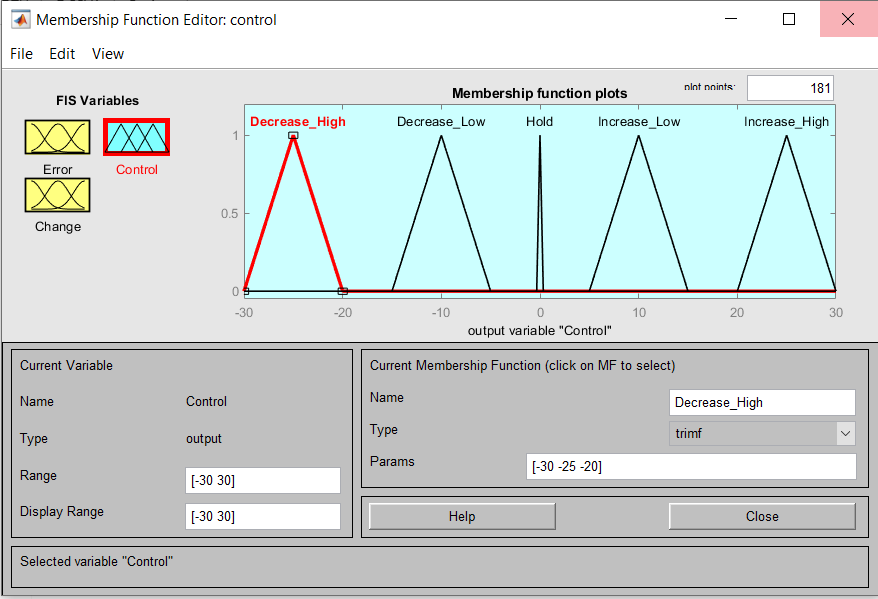 Membership Function Editor: control
File Edit View
FIS Variables
Error
Control
Change
Membership function plots
plot points:
181
Decrease_High
Decrease_Low
Hold
Increase_Low
Increase_High
1
0.5
0
-30 -20 -10 0 10 20 30
output variable "Control"
Current Variable
Name Control
Type output
Range [-30 30]
Display Range [-30 30]
Current Membership Function (click on MF to select)
Name Decrease_High
Type trimf
Params [-30 -25 -20]
Help Close
Selected variable "Control"